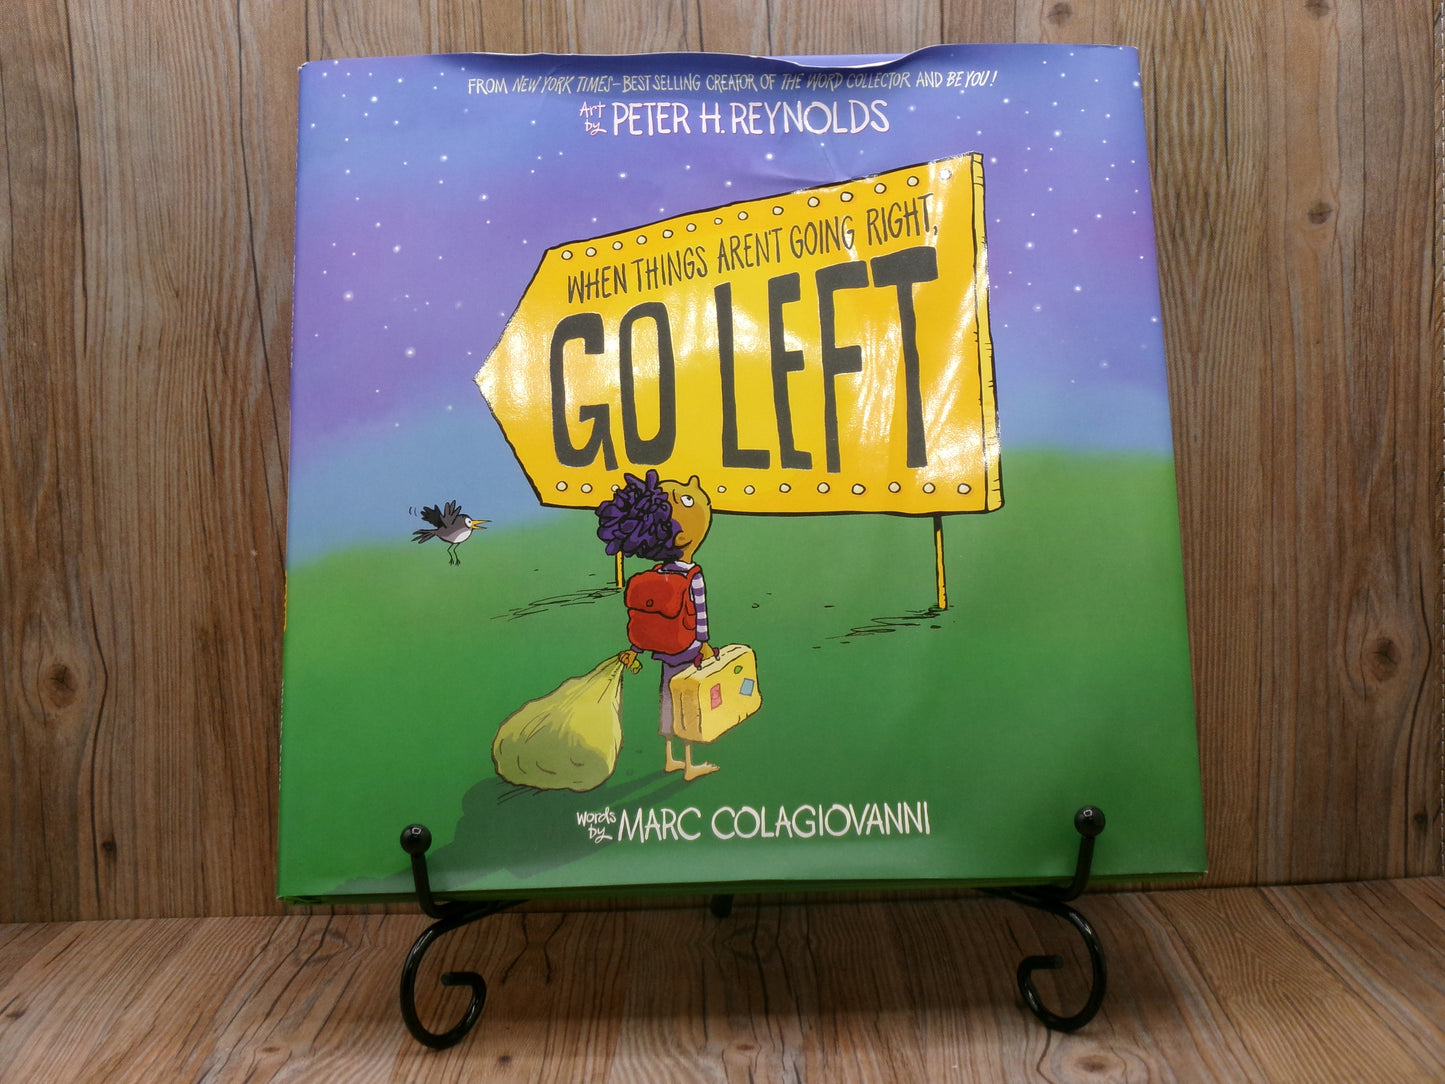 FROM NEW YORK TIMES–BEST SELLING CREATOR OF THE WORD COLLECTOR AND BE YOU!
Art by PETER H. REYNOLDS
WHEN THINGS AREN'T GOING RIGHT,
GO LEFT
words by MARC COLAGIOVANNI